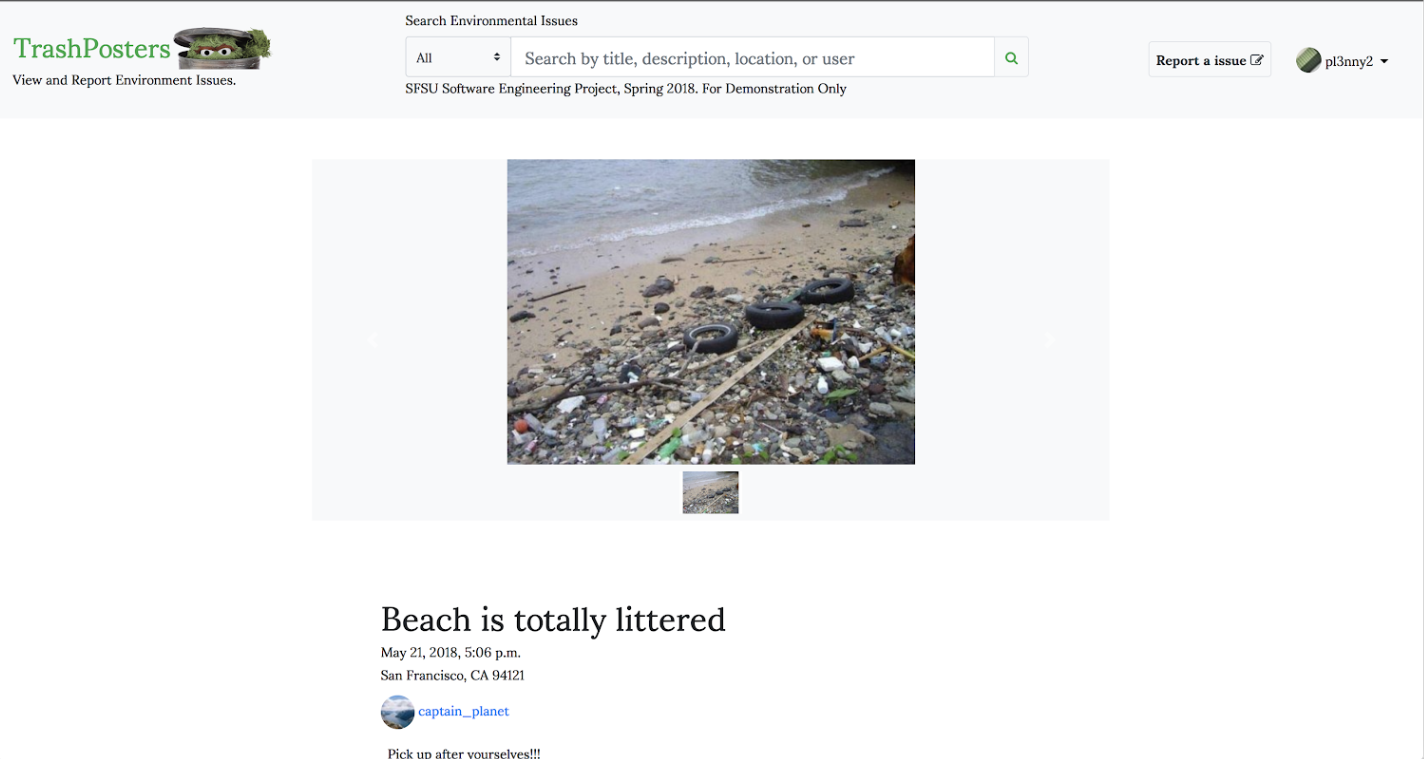 TrashPosters
View and Report Environment Issues.
Search Environmental Issues
All
Search by title, description, location, or user
SFSU Software Engineering Project, Spring 2018. For Demonstration Only
Report a issue
pl3nny2
Beach is totally littered
May 21, 2018, 5:06 p.m.
San Francisco, CA 94121
captain_planet
Pick up after yourselves!!!